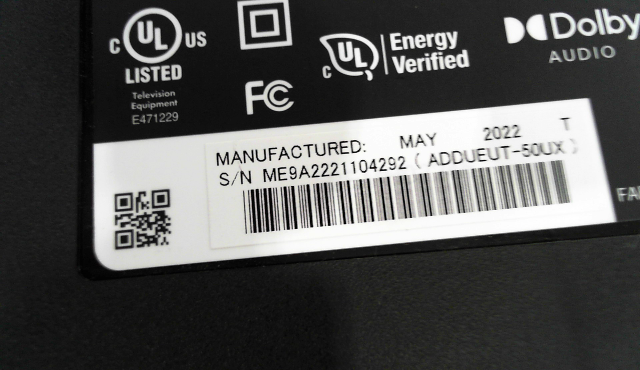 C UL US
LISTED
Television
Equipment
E471229
FC
C UL
Energy
Verified
Dolby
AUDIO
MANUFACTURED: MAY 2022 T
S/N ME9A2221104292 ( ADDUEUT-50UX )